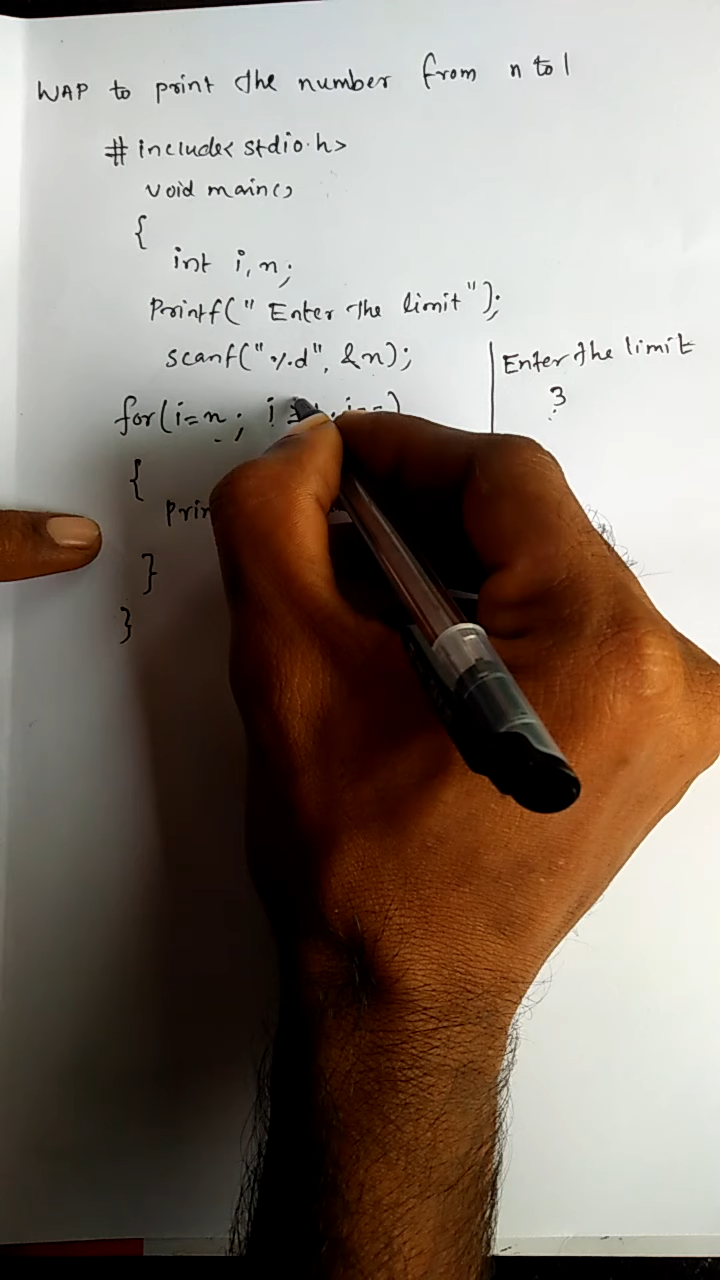 WAP to print the number from n to 1
#include<stdio.h>
void main()
{
int i,n;
Printf("Enter the limit");
scanf("%d", &n);
for(i=n; i
{
}
}
Enter the limit
3